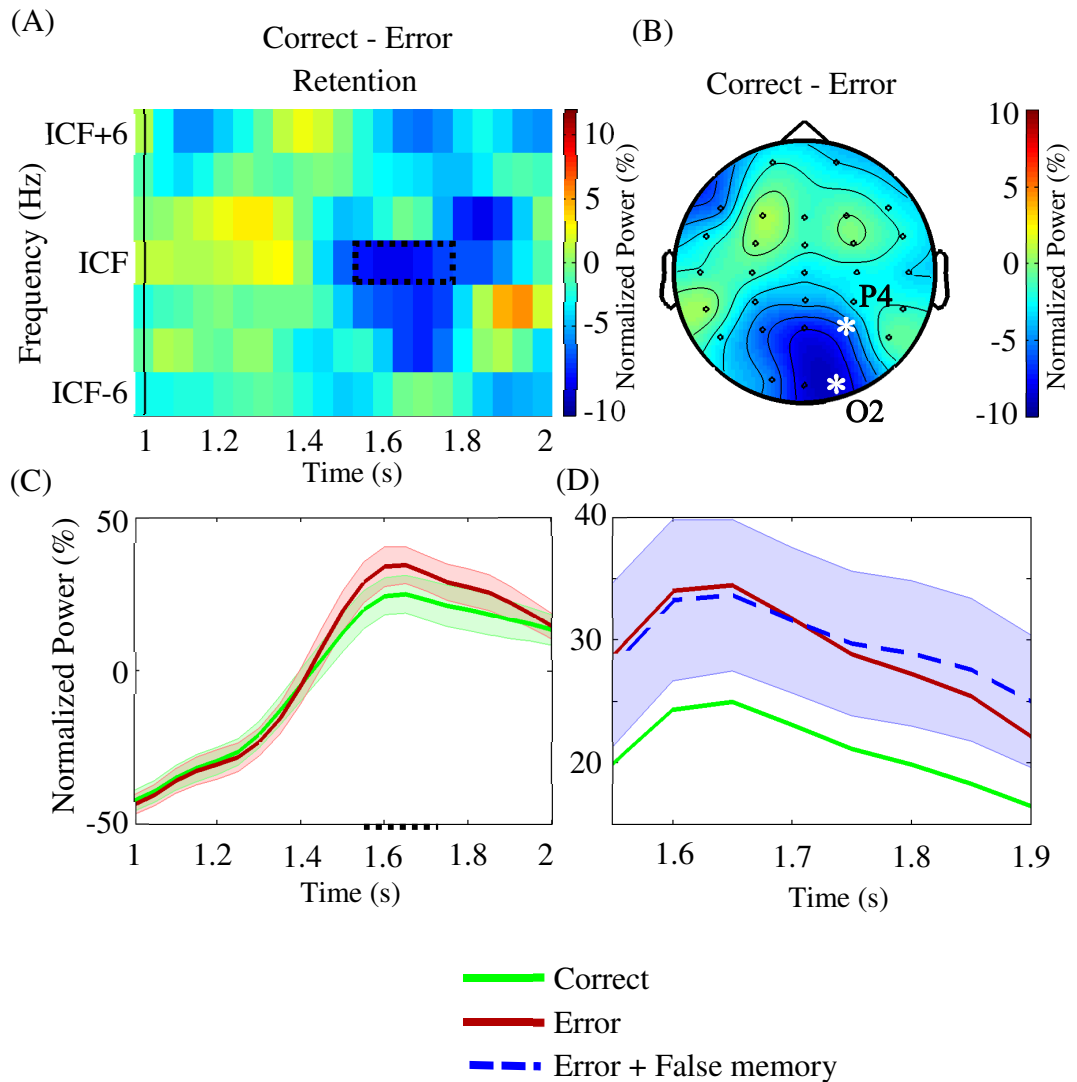 (A)
Correct - Error
Retention
ICF+6
ICF
ICF-6
Frequency (Hz)
1 1.2 1.4 1.6 1.8 2
Time (s)
10
5
0
-5
-10
Normalized Power (%)
(B)
Correct - Error
P4
O2
*
*
10
5
0
-5
-10
Normalized Power (%)
(C)
50
0
-50
Normalized Power (%)
1 1.2 1.4 1.6 1.8 2
Time (s)
(D)
40
30
20
1.6 1.7 1.8 1.9
Time (s)
Correct
Error
Error + False memory